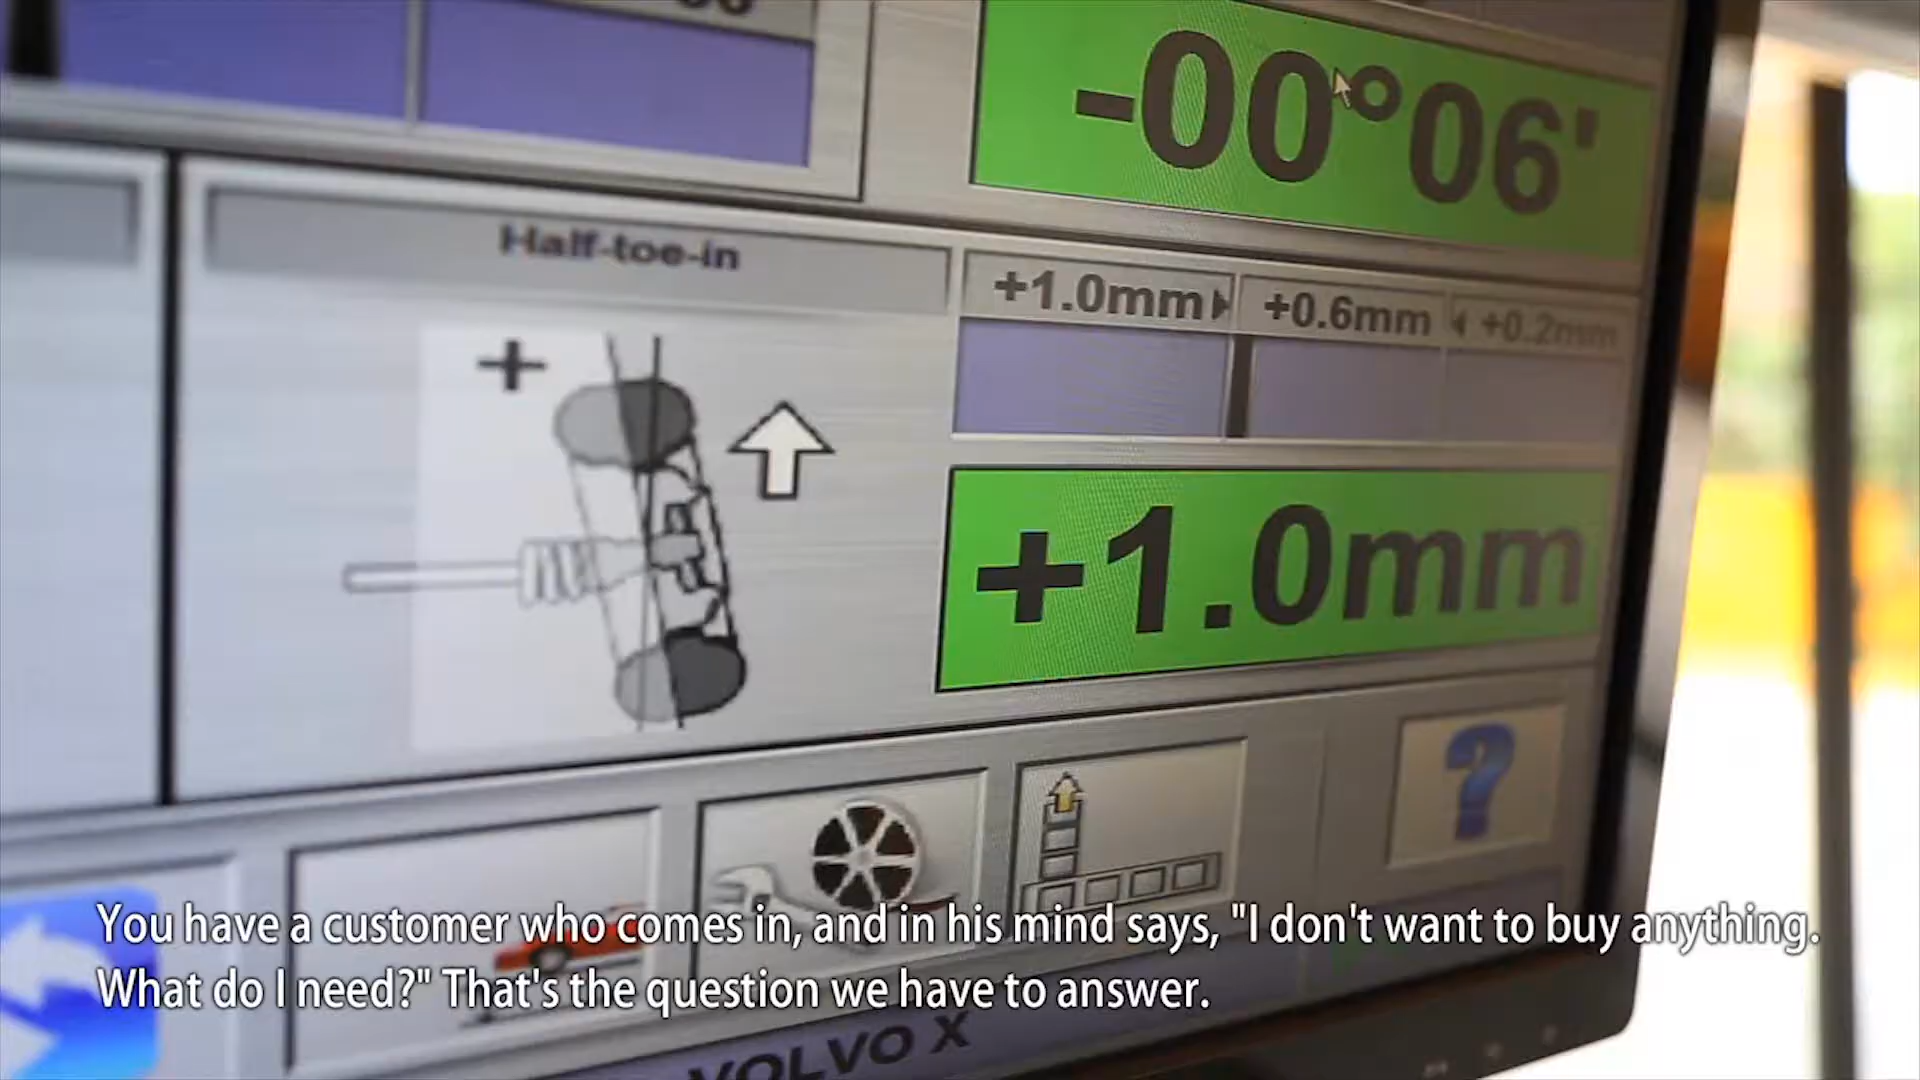 -00°06'
Half-toe-in
+1.0mm
+0.6mm
+0.2mm
+
+1.0mm
?
You have a customer who comes in, and in his mind says, "I don't want to buy anything.
What do I need?" That's the question we have to answer.
VOLVO X